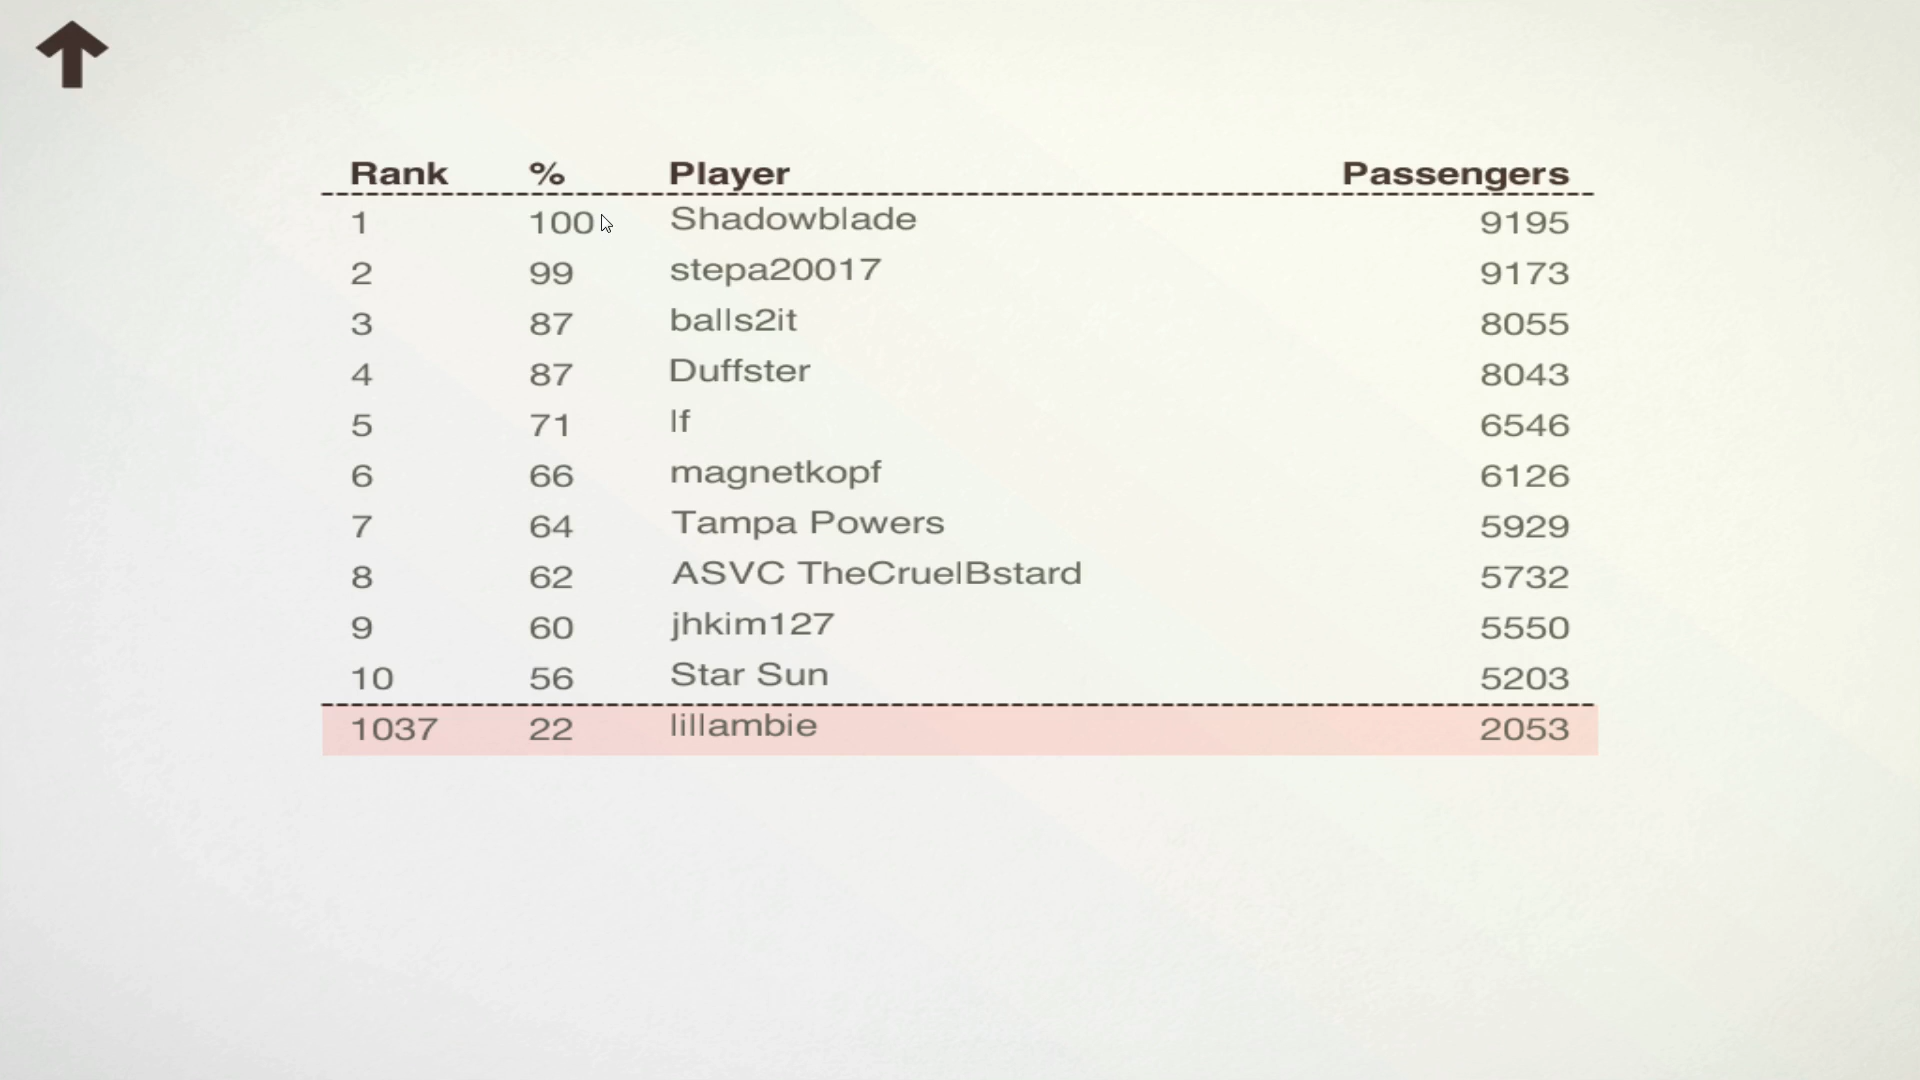 Rank % Player Passengers
1 100 Shadowblade 9195
2 99 stepa20017 9173
3 87 balls2it 8055
4 87 Duffster 8043
5 71 lf 6546
6 66 magnetkopf 6126
7 64 Tampa Powers 5929
8 62 ASVC TheCruelBstard 5732
9 60 jhkim127 5550
10 56 Star Sun 5203
1037 22 lillambie 2053